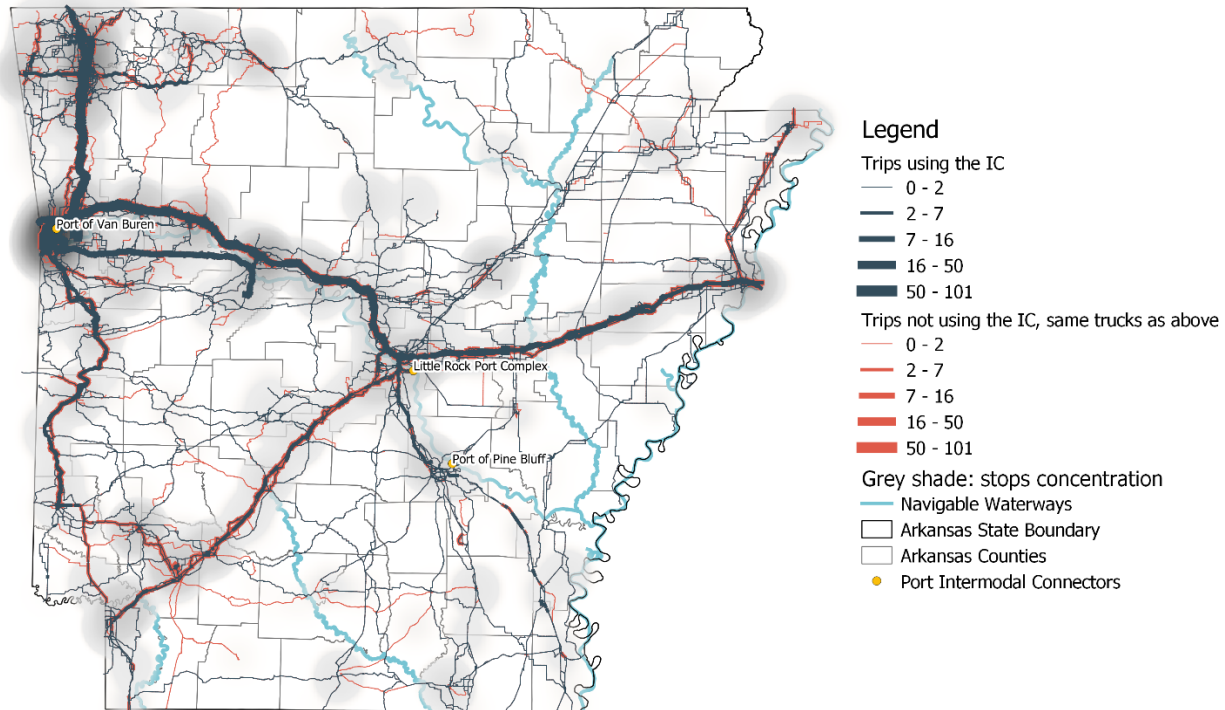 Port of Van Buren
Little Rock Port Complex
Port of Pine Bluff
Legend
Trips using the IC
0 - 2
2 - 7
7 - 16
16 - 50
50 - 101
Trips not using the IC, same trucks as above
0 - 2
2 - 7
7 - 16
16 - 50
50 - 101
Grey shade: stops concentration
Navigable Waterways
Arkansas State Boundary
Arkansas Counties
Port Intermodal Connectors